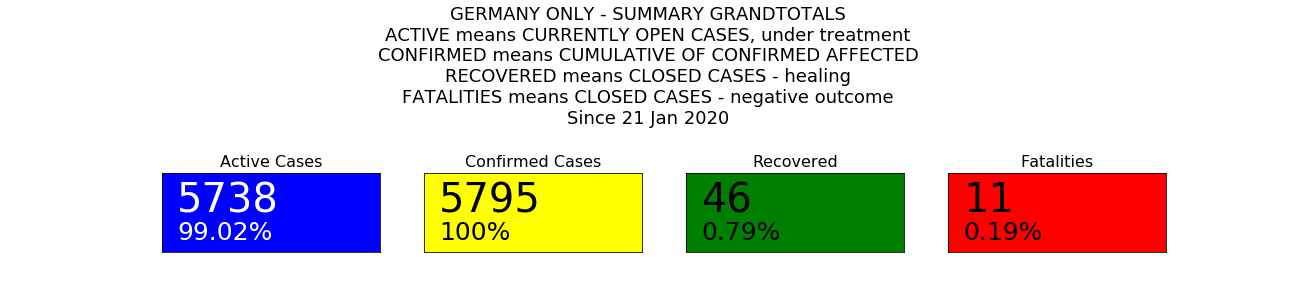 GERMANY ONLY - SUMMARY GRANDTOTALS
ACTIVE means CURRENTLY OPEN CASES, under treatment
CONFIRMED means CUMULATIVE OF CONFIRMED AFFECTED
RECOVERED means CLOSED CASES - healing
FATALITIES means CLOSED CASES - negative outcome
Since 21 Jan 2020
Active Cases
5738
99.02%
Confirmed Cases
5795
100%
Recovered
46
0.79%
Fatalities
11
0.19%